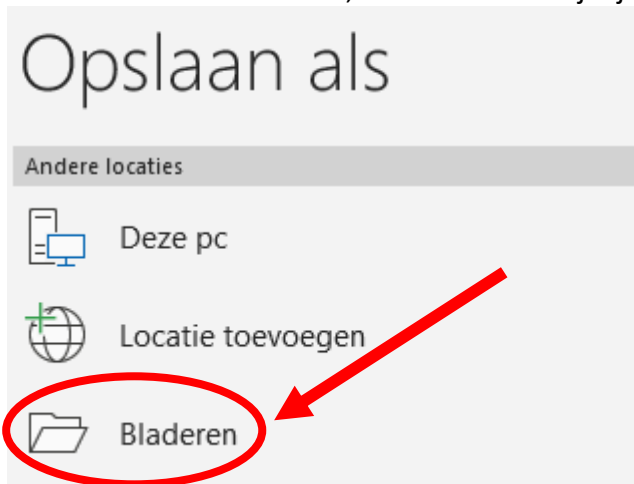 Opslaan als
Andere locaties
Deze pc
Locatie toevoegen
Bladeren